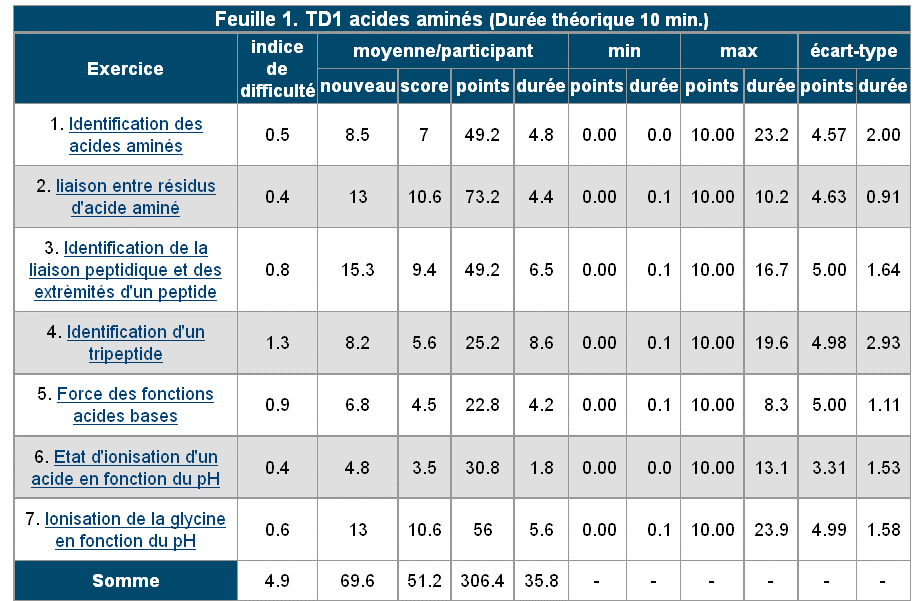 Feuille 1. TD1 acides aminés (Durée théorique 10 min.)
Exercice
indice
de
difficulté
moyenne/participant
min
max
écart-type
nouveau score points durée points durée points durée points durée
1. Identification des
acides aminés
0.5 8.5 7 49.2 4.8 0.00 0.0 10.00 23.2 4.57 2.00
2. liaison entre résidus
d'acide aminé
0.4 13 10.6 73.2 4.4 0.00 0.1 10.00 10.2 4.63 0.91
3. Identification de la
liaison peptidique et des
extrèmités d'un peptide
0.8 15.3 9.4 49.2 6.5 0.00 0.1 10.00 16.7 5.00 1.64
4. Identification d'un
tripeptide
1.3 8.2 5.6 25.2 8.6 0.00 0.1 10.00 19.6 4.98 2.93
5. Force des fonctions
acides bases
0.9 6.8 4.5 22.8 4.2 0.00 0.1 10.00 8.3 5.00 1.11
6. Etat d'ionisation d'un
acide en fonction du pH
0.4 4.8 3.5 30.8 1.8 0.00 0.0 10.00 13.1 3.31 1.53
7. Ionisation de la glycine
en fonction du pH
0.6 13 10.6 56 5.6 0.00 0.1 10.00 23.9 4.99 1.58
Somme 4.9 69.6 51.2 306.4 35.8 - - - - - -